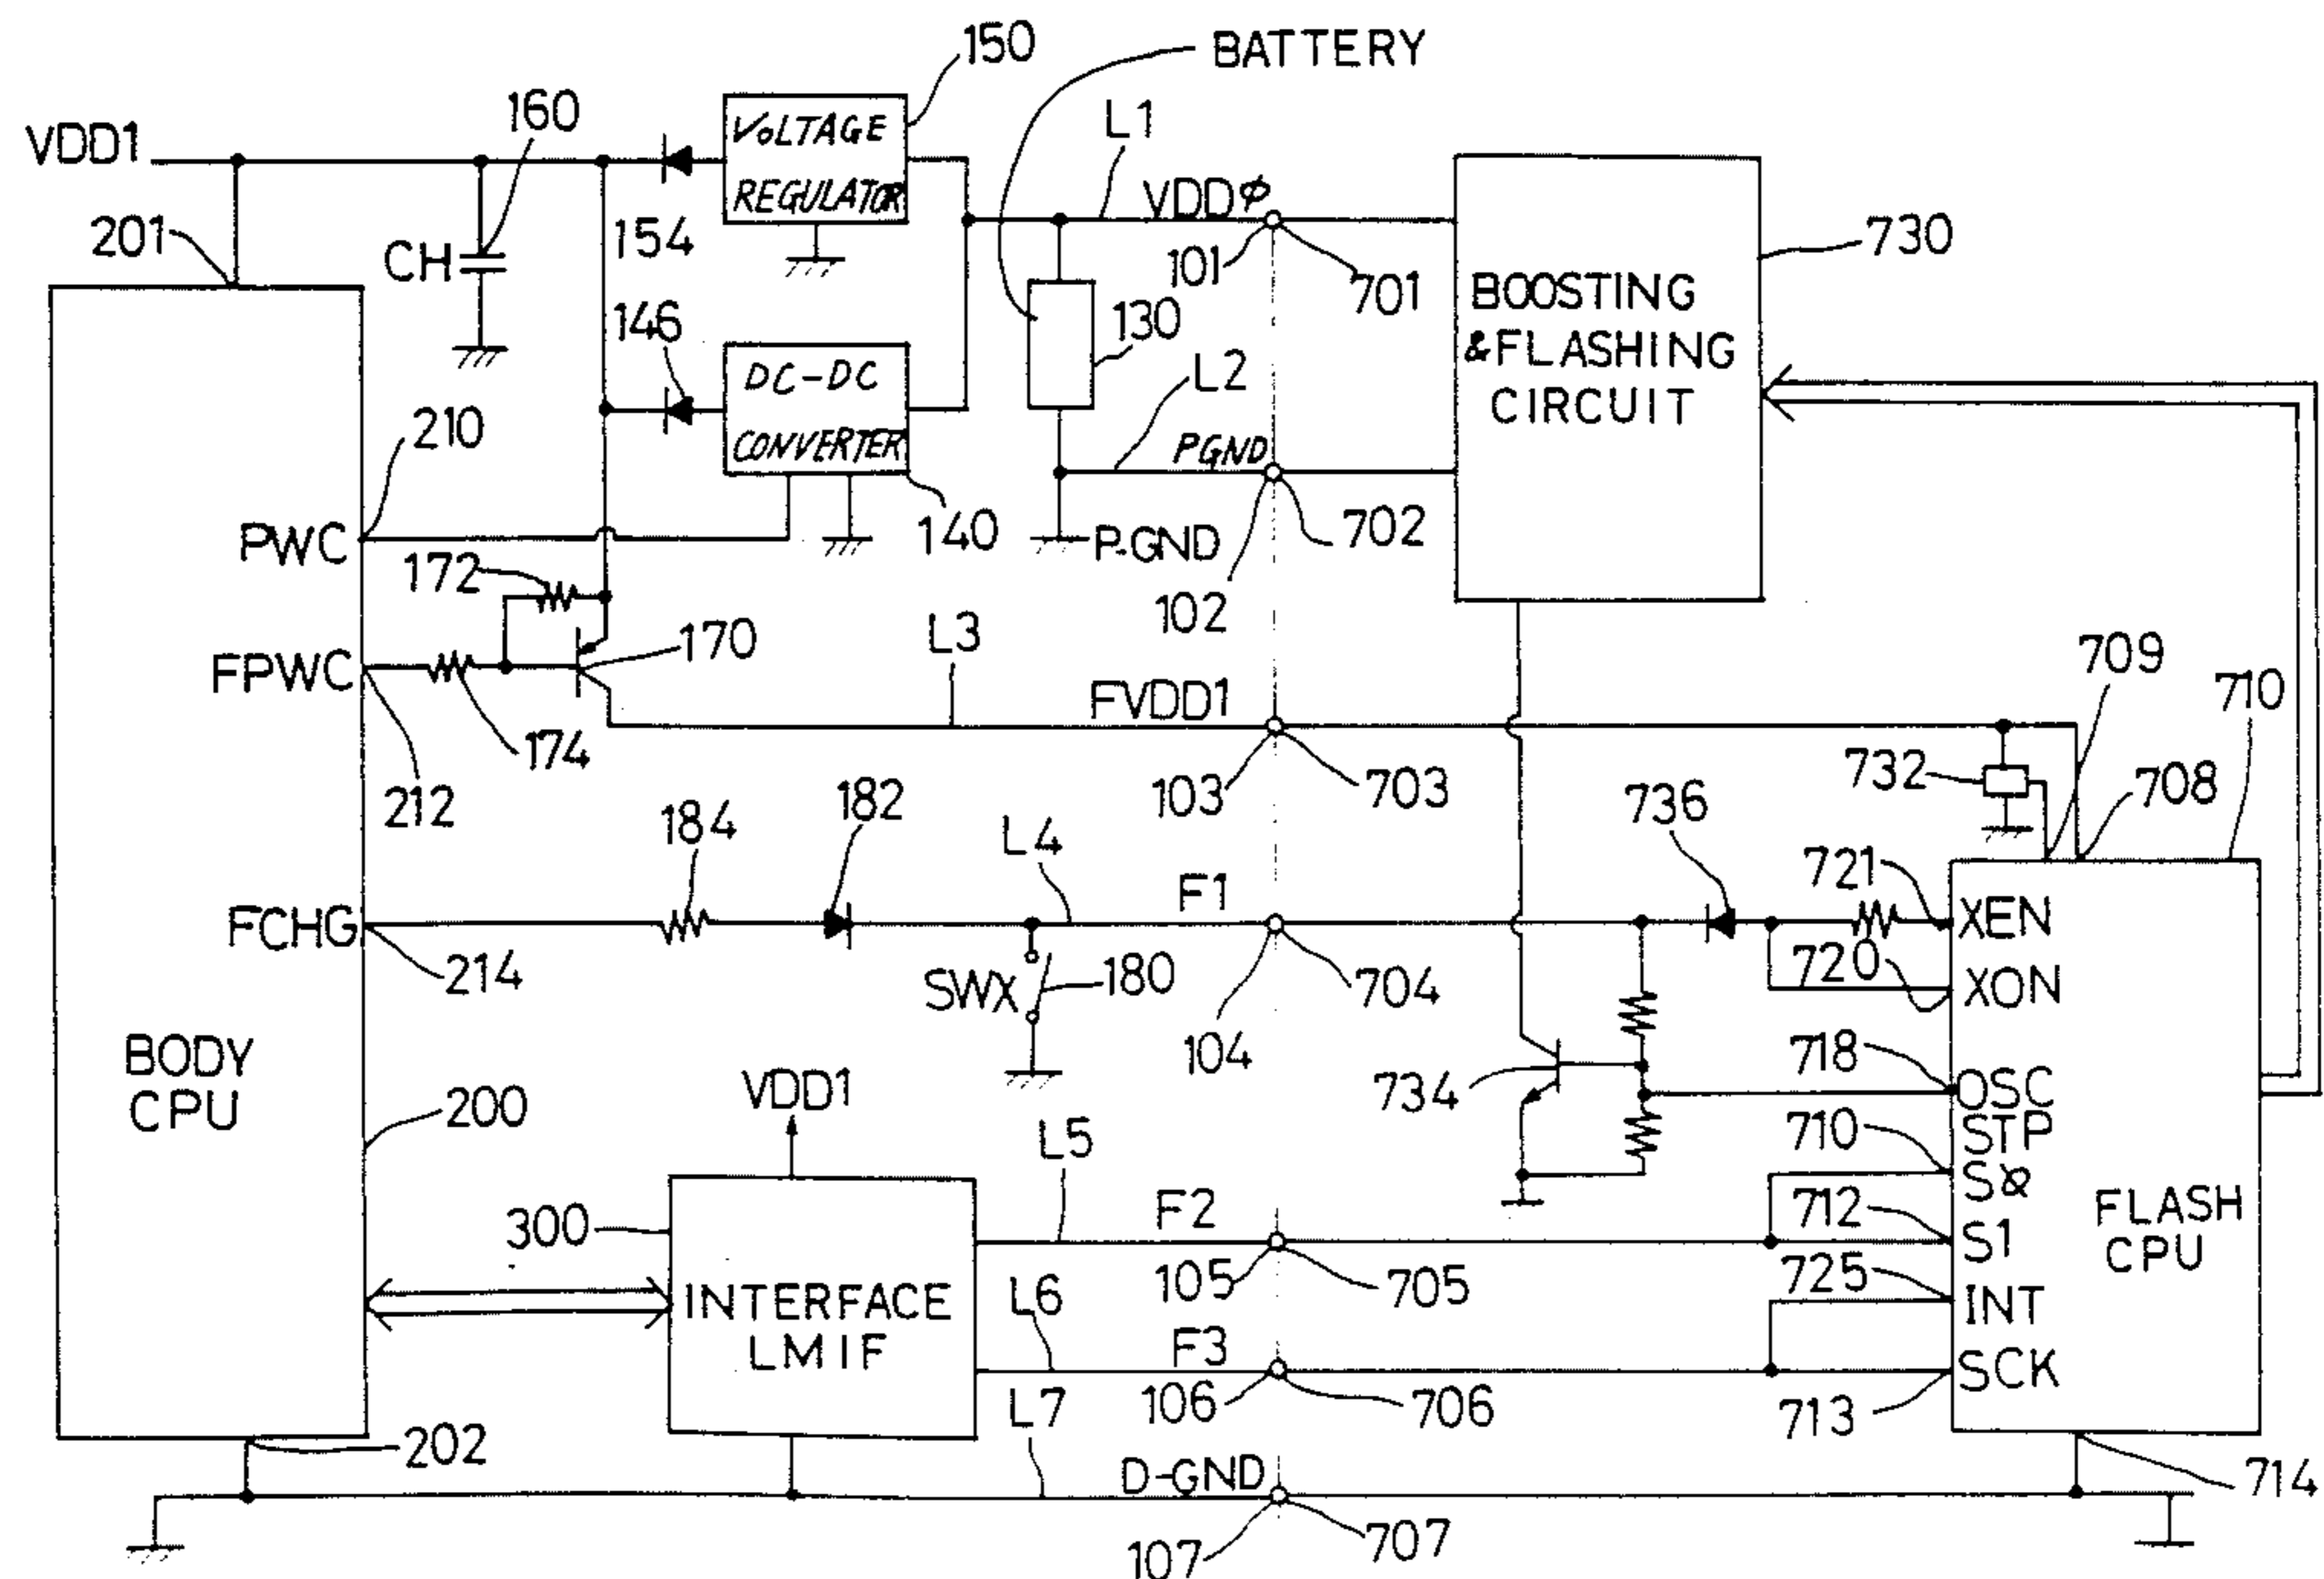 150
BATTERY
160
L1
VDD1
VOLTAGE
REGULATOR
VDDφ
201
154
CH
101
701
730
BOOSTING
&FLASHING
CIRCUIT
146
130
DC-DC
CONVERTER
L2
210
PGND
PWC
140
P-GND
702
172
102
170
L3
709
710
FPWC
FVDD1
174
732
708
212
103
703
182
736
184
L4
721
F1
FCHG
XEN
214
SWX
180
704
720
XON
104
718
BODY
CPU
VDD1
734
OSC
STP
200
L5
710
SØ
300
F2
712
S1
FLASH
CPU
105
705
725
INTERFACE
LMIF
L6
INT
F3
SCK
106
706
713
L7
202
D-GND
714
107
707